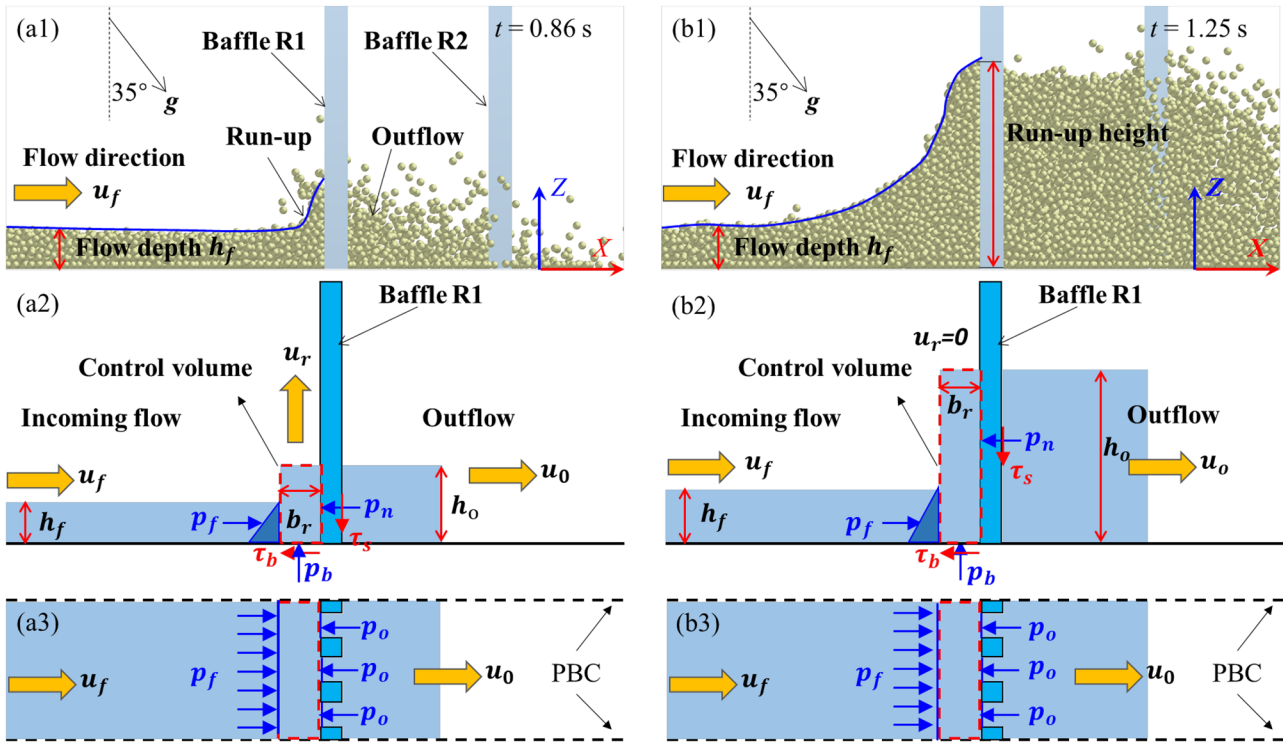 (a1)
Baffle R1
Baffle R2
t = 0.86 s
35°
g
Run-up
Outflow
Flow direction
u_f
Z
Flow depth h_f
X
(b1)
t = 1.25 s
35°
g
Run-up height
Flow direction
u_f
Z
Flow depth h_f
X
(a2)
Baffle R1
u_r
Control volume
Incoming flow
Outflow
u_f
u_0
h_f
p_f
b_r
p_n
h_o
τ_b
τ_s
p_b
(b2)
Baffle R1
u_r=0
Control volume
b_r
Incoming flow
Outflow
p_n
h_o
u_f
τ_s
u_o
h_f
p_f
τ_b
p_b
(a3)
p_o
PBC
u_f
p_f
p_o
u_0
p_o
(b3)
p_o
PBC
u_f
p_f
p_o
u_0
p_o